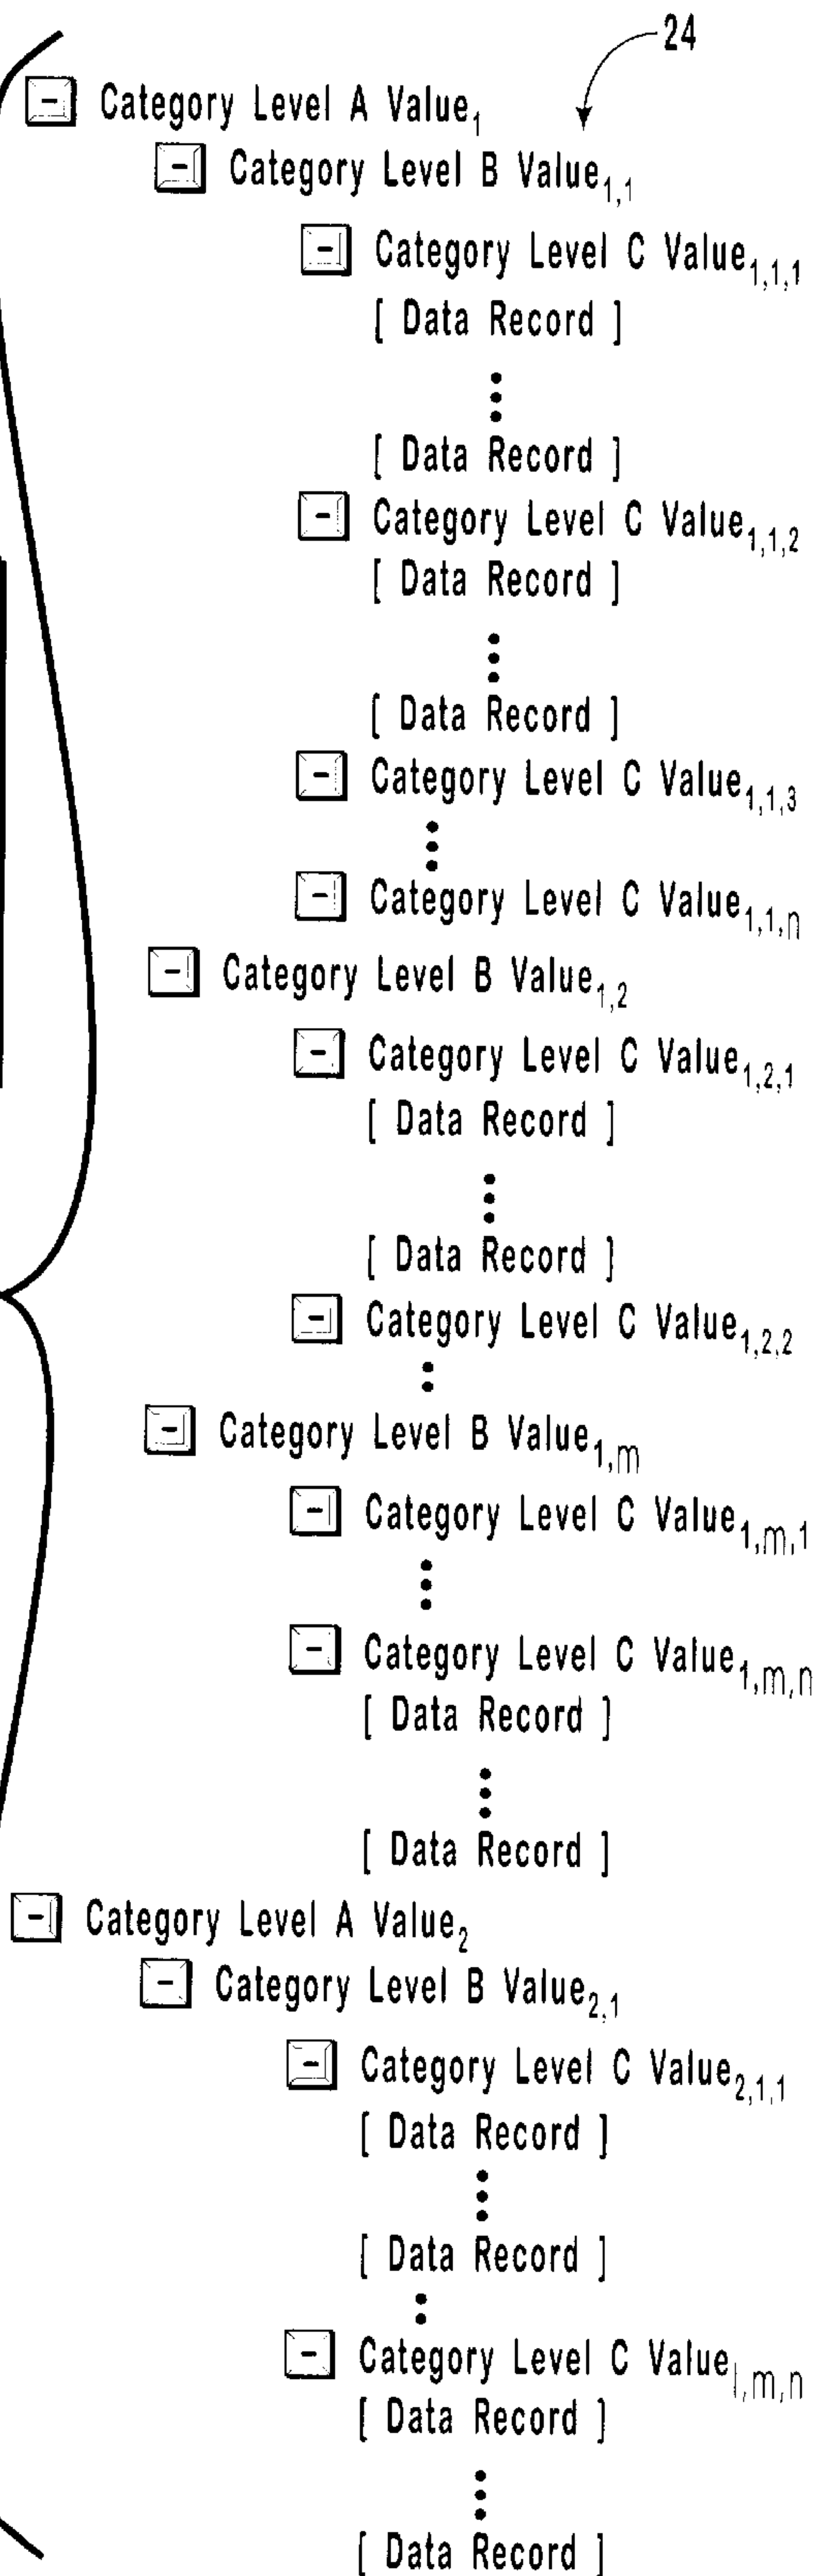 24
- Category Level A Value₁
- Category Level B Value₁,₁
- Category Level C Value₁,₁,₁
[ Data Record ]
[ Data Record ]
- Category Level C Value₁,₁,₂
[ Data Record ]
[ Data Record ]
- Category Level C Value₁,₁,₃
- Category Level C Value₁,₁,ₙ
- Category Level B Value₁,₂
- Category Level C Value₁,₂,₁
[ Data Record ]
[ Data Record ]
- Category Level C Value₁,₂,₂
- Category Level B Value₁,ₘ
- Category Level C Value₁,ₘ,₁
- Category Level C Value₁,ₘ,ₙ
[ Data Record ]
[ Data Record ]
- Category Level A Value₂
- Category Level B Value₂,₁
- Category Level C Value₂,₁,₁
[ Data Record ]
[ Data Record ]
- Category Level C Valueₗ,ₘ,ₙ
[ Data Record ]
[ Data Record ]